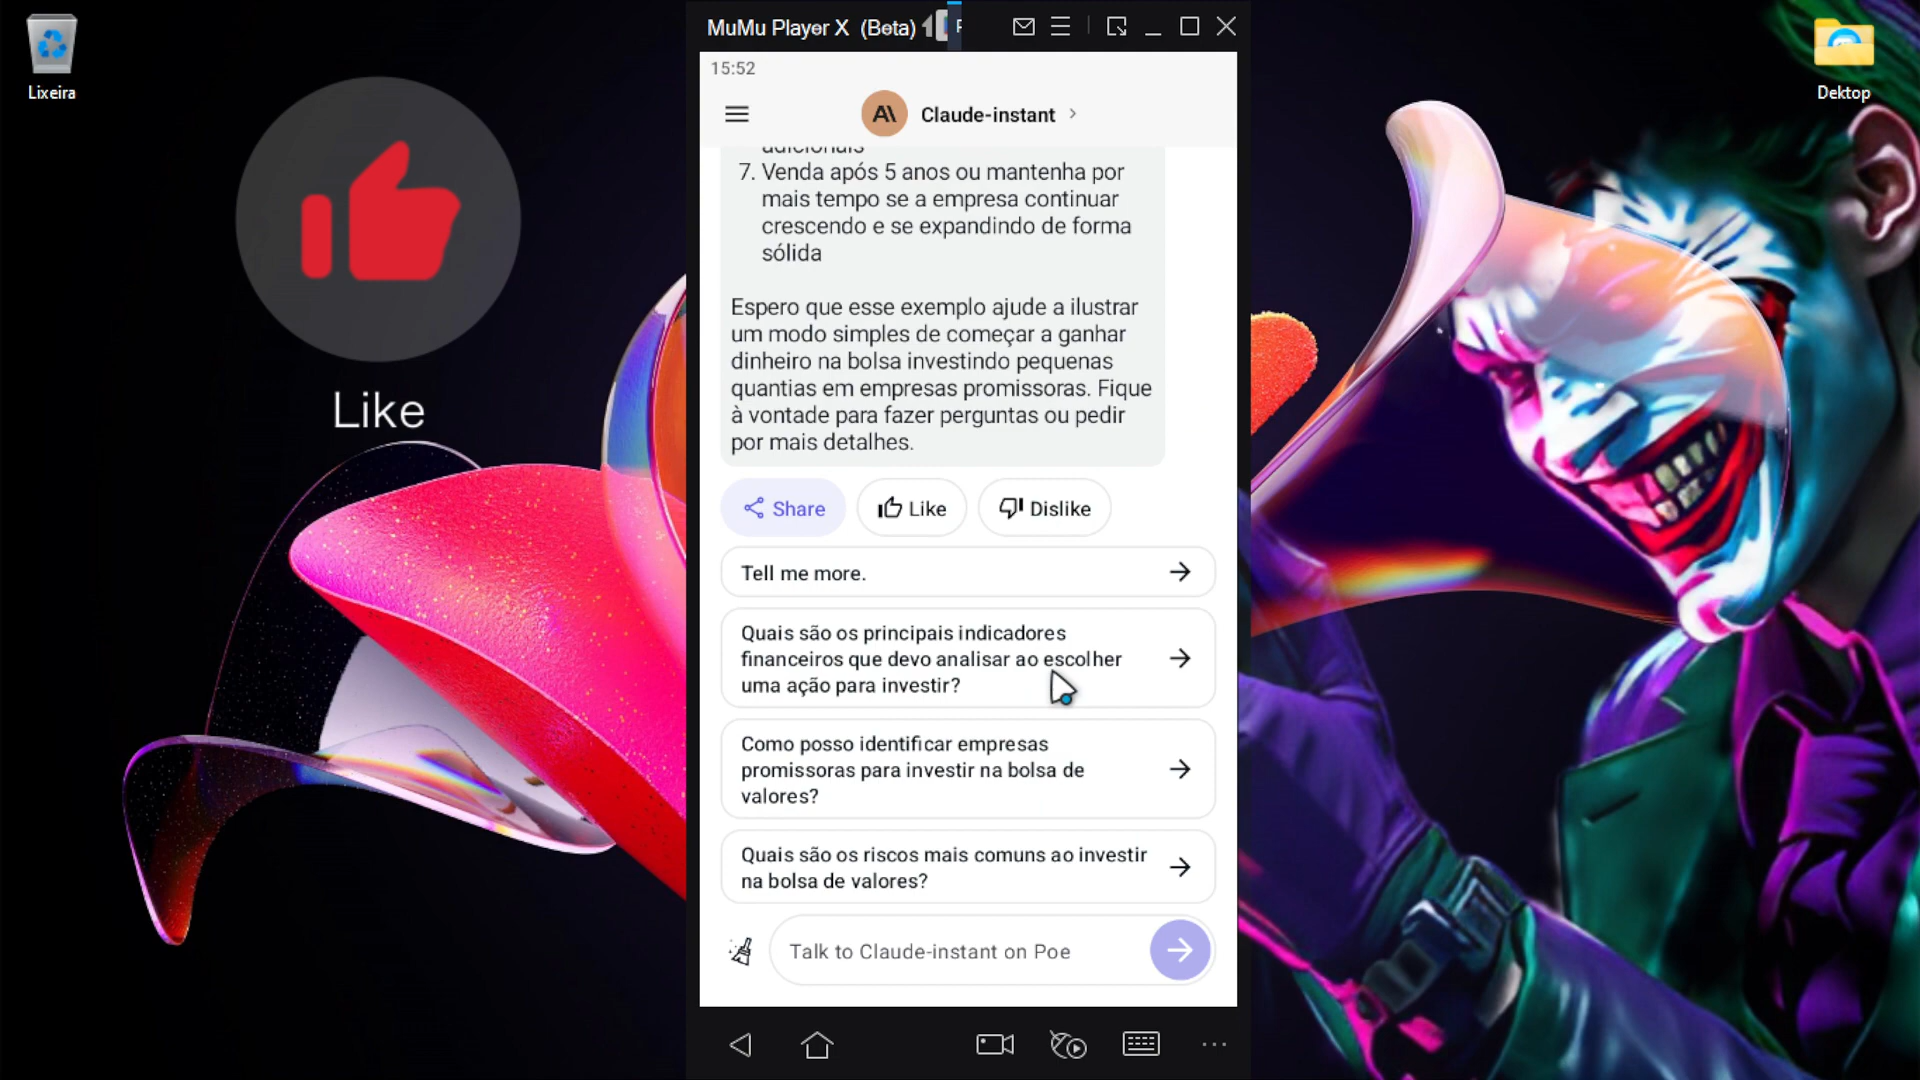 Lixeira
Like
MuMu Player X (Beta)
15:52
Claude-instant
adicionais
7. Venda após 5 anos ou mantenha por
mais tempo se a empresa continuar
crescendo e se expandindo de forma
sólida
Espero que esse exemplo ajude a ilustrar
um modo simples de começar a ganhar
dinheiro na bolsa investindo pequenas
quantias em empresas promissoras. Fique
à vontade para fazer perguntas ou pedir
por mais detalhes.
Share
Like
Dislike
Tell me more.
Quais são os principais indicadores
financeiros que devo analisar ao escolher
uma ação para investir?
Como posso identificar empresas
promissoras para investir na bolsa de
valores?
Quais são os riscos mais comuns ao investir
na bolsa de valores?
Talk to Claude-instant on Poe
Dektop